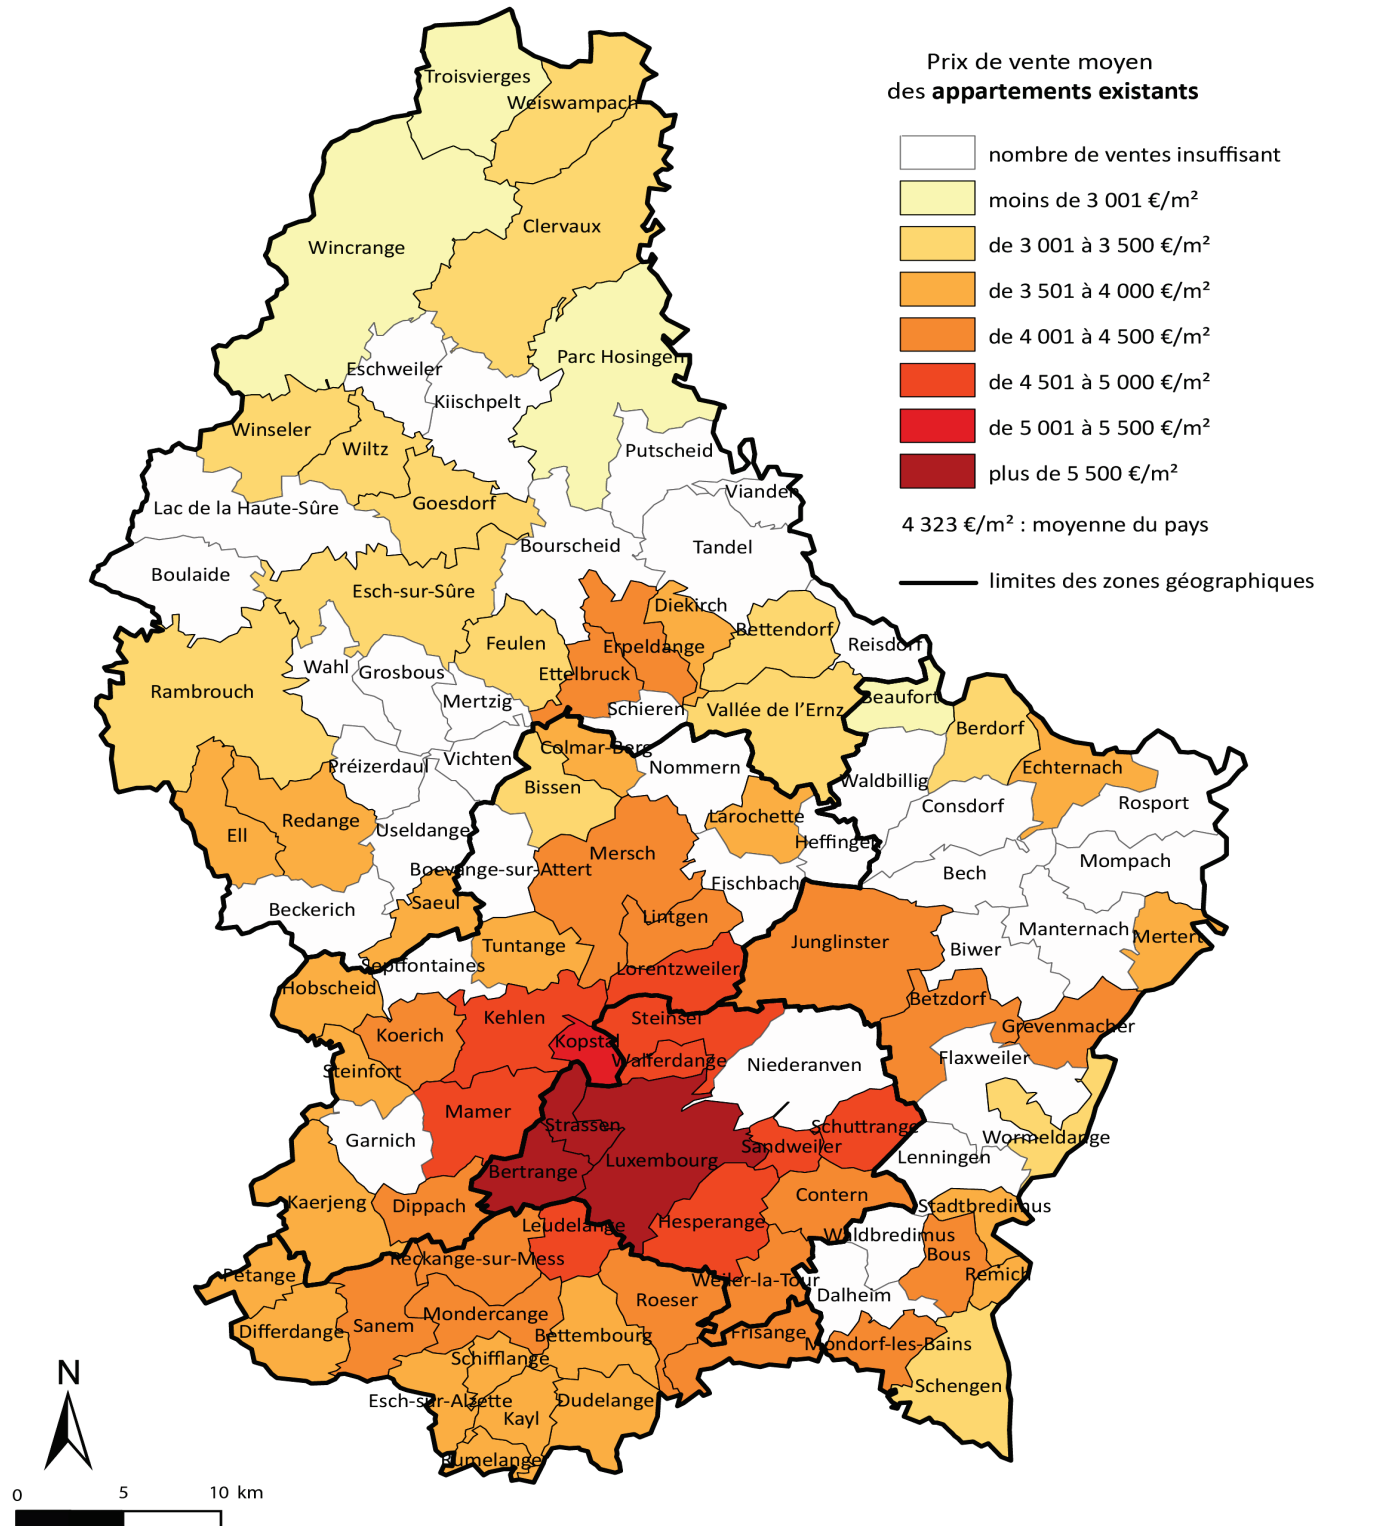 Prix de vente moyen
des appartements existants
nombre de ventes insuffisant
moins de 3 001 €/m²
de 3 001 à 3 500 €/m²
de 3 501 à 4 000 €/m²
de 4 001 à 4 500 €/m²
de 4 501 à 5 000 €/m²
de 5 001 à 5 500 €/m²
plus de 5 500 €/m²
4 323 €/m² : moyenne du pays
limites des zones géographiques
Troisvierges
Weiswampach
Clervaux
Wincrange
Parc Hosingen
Eschweiler
Kiischpelt
Winseler
Wiltz
Putscheid
Vianden
Goesdorf
Lac de la Haute-Sûre
Bourscheid
Tandel
Boulaide
Esch-sur-Sûre
Diekirch
Bettendorf
Feulen
Erpeldange
Reisdorf
Wahl
Grosbous
Ettelbruck
Rambrouch
Mertzig
Schieren
Vallée de l’Ernz
Beaufort
Berdorf
Colmar-Berg
Vichten
Préizerdaul
Nommern
Echternach
Waldbillig
Bissen
Rosport
Consdorf
Larochette
Redange
Useldange
Ell
Heffingen
Mersch
Mompach
Boevange-sur-Attert
Bech
Fischbach
Saeul
Beckerich
Lintgen
Manternach
Mertert
Junglinster
Tuntange
Biwer
Septfontaines
Lorentzweiler
Hobscheid
Betzdorf
Kehlen
Steinsel
Grevenmacher
Koerich
Kopstal
Walferdange
Flaxweiler
Niederanven
Steinfort
Mamer
Strassen
Schuttrange
Garnich
Wormeldange
Sandweiler
Lenningen
Luxembourg
Bertrange
Contern
Kaerjeng
Dippach
Stadtbredimus
Hesperange
Leudelange
Waldbredimus
Bous
Reckange-sur-Mess
Remich
Pétange
Weiler-la-Tour
Dalheim
Roeser
Mondercange
Sanem
Differdange
Bettembourg
Frisange
Mondorf-les-Bains
Schifflange
Schengen
Esch-sur-Alzette
Dudelange
Kayl
Rumelange
N
0 5 10 km